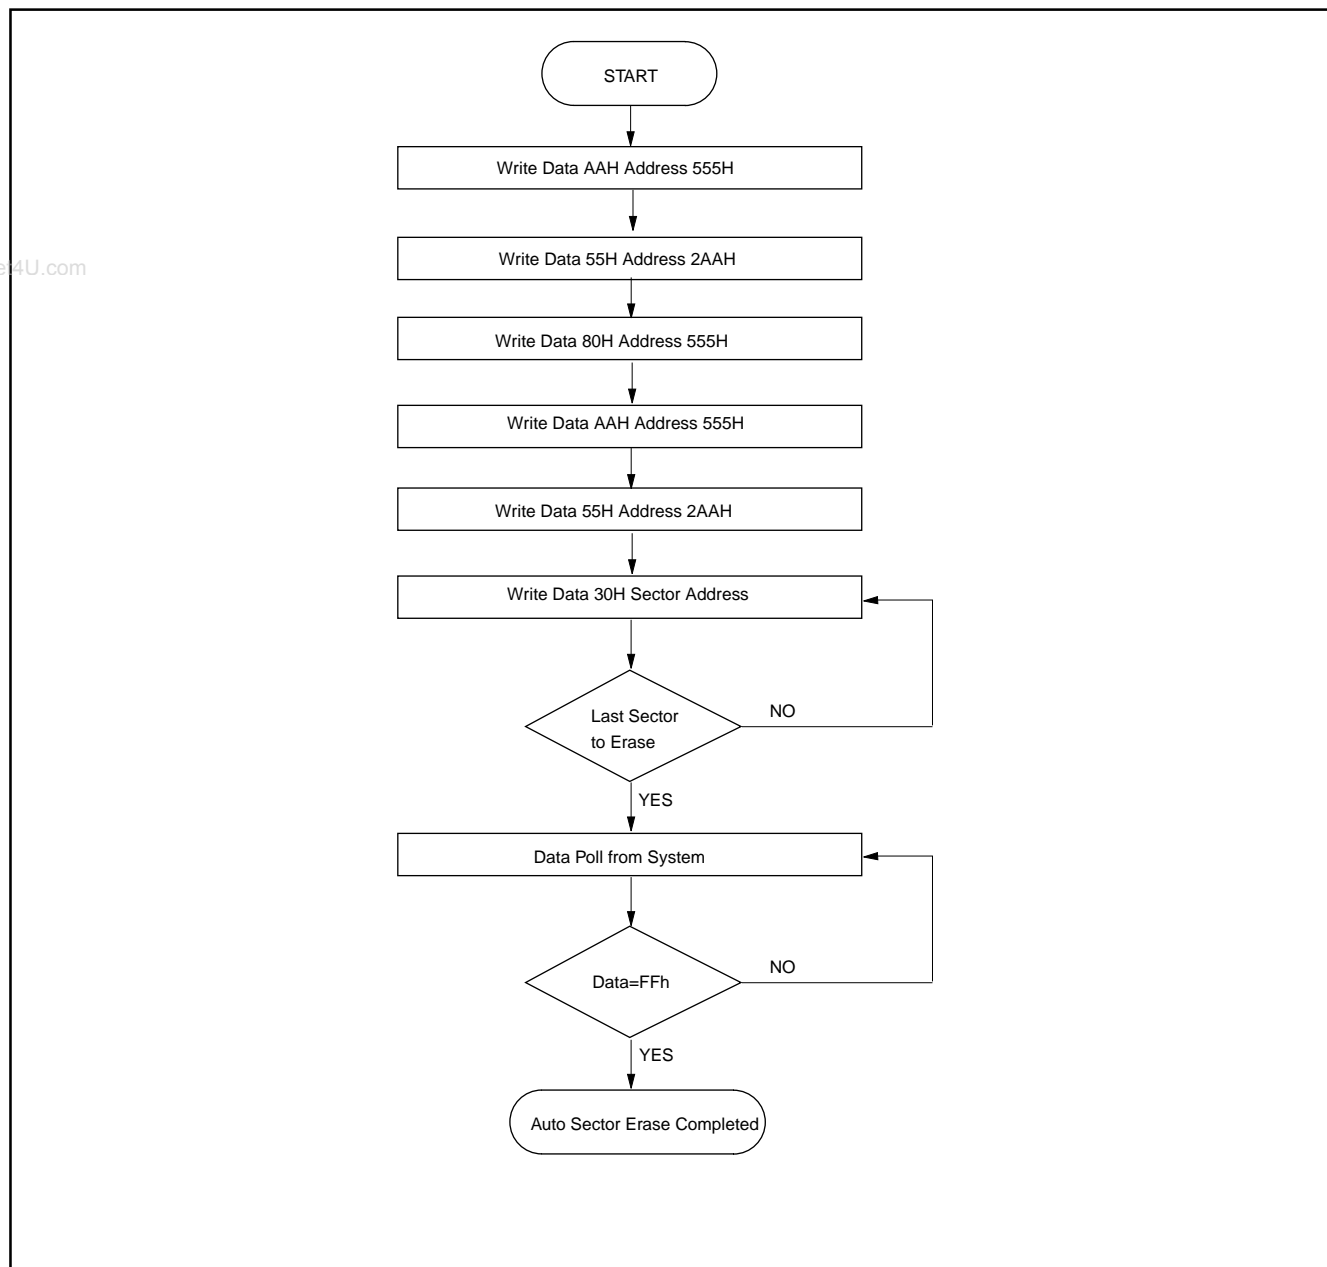 START
Write Data AAH Address 555H
Write Data 55H Address 2AAH
et4U.com
Write Data 80H Address 555H
Write Data AAH Address 555H
Write Data 55H Address 2AAH
Write Data 30H Sector Address
NO
Last Sector
to Erase
YES
Data Poll from System
NO
Data=FFh
YES
Auto Sector Erase Completed